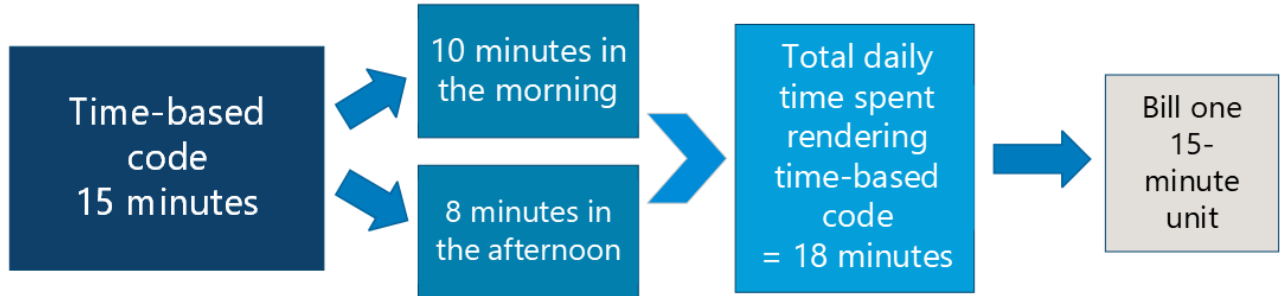 Time-based
code
15 minutes
10 minutes in
the morning
8 minutes in
the afternoon
Total daily
time spent
rendering
time-based
code
= 18 minutes
Bill one
15-
minute
unit